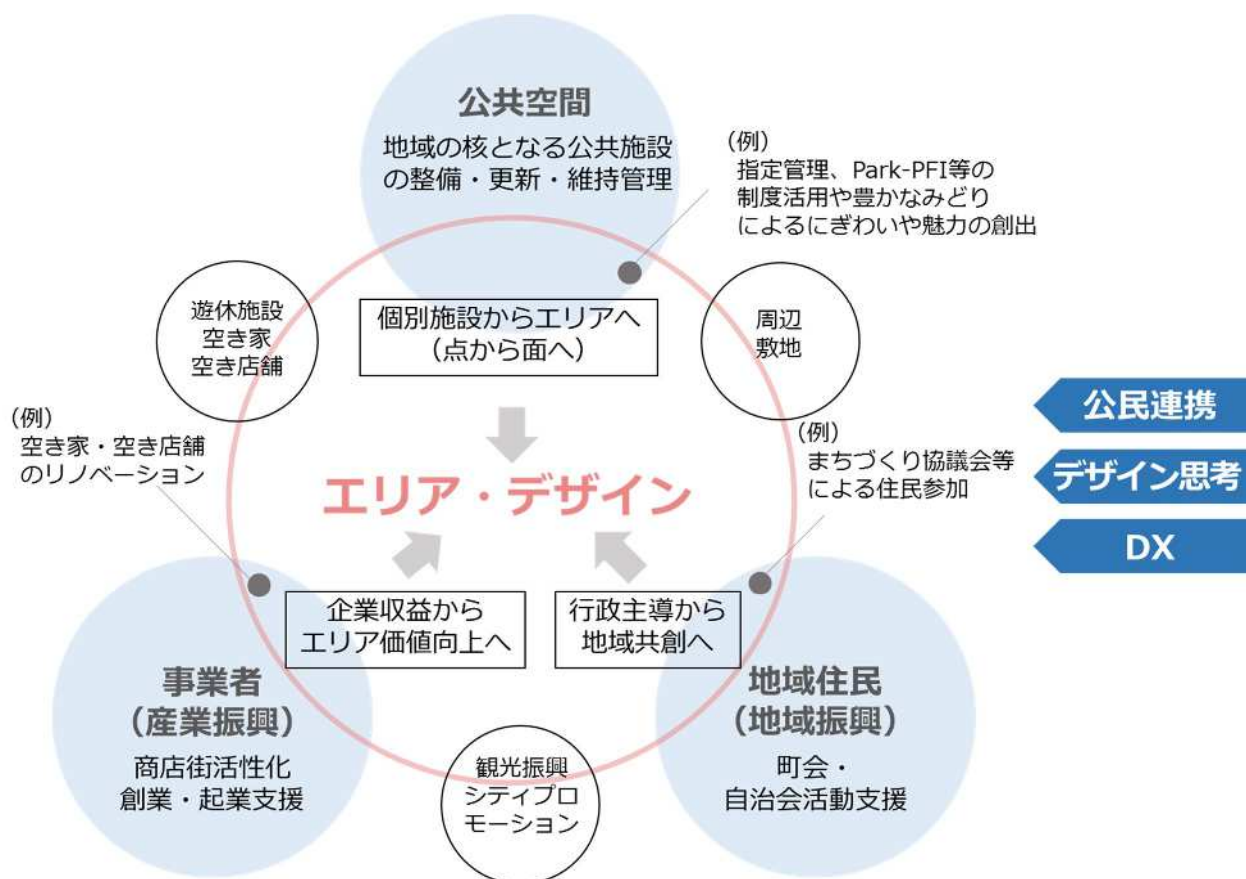 公共空間
地域の核となる公共施設
の整備・更新・維持管理
（例）
指定管理、Park-PFI等の
制度活用や豊かなみどり
によるにぎわいや魅力の創出
遊休施設
空き家
空き店舗
個別施設からエリアへ
（点から面へ）
周辺
敷地
（例）
空き家・空き店舗
のリノベーション
（例）
まちづくり協議会等
による住民参加
公民連携
デザイン思考
DX
エリア・デザイン
企業収益から
エリア価値向上へ
行政主導から
地域共創へ
事業者
（産業振興）
商店街活性化
創業・起業支援
観光振興
シティプロ
モーション
地域住民
（地域振興）
町会・
自治会活動支援